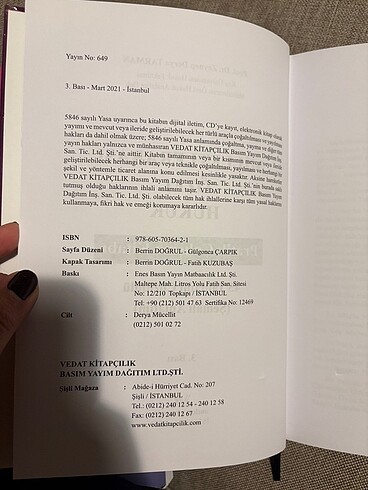 Yayın No: 649
3. Bası - Mart 2021 - İstanbul
5846 sayılı Yasa uyarınca bu kitabın dijital iletim, CD'ye kayıt, elektronik kitap olarak
yayımı ve mevcut veya ileride geliştirilebilecek her türlü araçla çoğaltılması ve yayma
hakları da dahil olmak üzere; 5846 sayılı Yasa anlamında çoğaltma, yayma ve diğer tüm
yayın hakları yalnızca ve münhasıran VEDAT KİTAPÇILIK Basım Yayım Dağıtım İnş.
San. Tic. Ltd. Şti.'ne aittir. Kitabın tamamının veya bir kısmının mevcut veya ileride
geliştirilebilecek herhangi bir araç veya teknikle çoğaltılması, yayılması ve herhangi bir
şekil ve yöntemle ticaret alanına konu edilmesi kesinlikle yasaktır. Aksine hareketler
VEDAT KİTAPÇILIK Basım Yayım Dağıtım İnş. San. Tic. Ltd. Şti.'nin burada saklı
tutmuş olduğu haklarının ihlali anlamını taşır. VEDAT KİTAPÇILIK Basım Yayım
Dağıtım İnş. San. Tic. Ltd. Şti. olabilecek tüm hak ihlallerine karşı tüm yasal haklarını
kullanmaya, fikri hak ve emeği korumaya kararlıdır.
ISBN : 978-605-70364-2-1
Sayfa Düzeni : Berrin DOĞRUL - Gülgonca ÇARPIK
Kapak Tasarımı : Berrin DOĞRUL - Fatih KUZUBAŞ
Baskı : Enes Basın Yayın Matbaacılık Ltd. Şti.
Maltepe Mah. Litros Yolu Fatih San. Sitesi
No: 12/210 Topkapı / İSTANBUL
Tel: +90 (212) 501 47 63 Sertifika No: 12469
Cilt : Derya Mücellit
(0212) 501 02 72
VEDAT KİTAPÇILIK
BASIM YAYIM DAĞITIM LTD.ŞTİ.
Şişli Mağaza : Abide-i Hürriyet Cad. No: 207
Şişli / İSTANBUL
Tel.: (0212) 240 12 54 - 240 12 58
Fax: (0212) 240 12 67
www.vedatkitapcilik.com